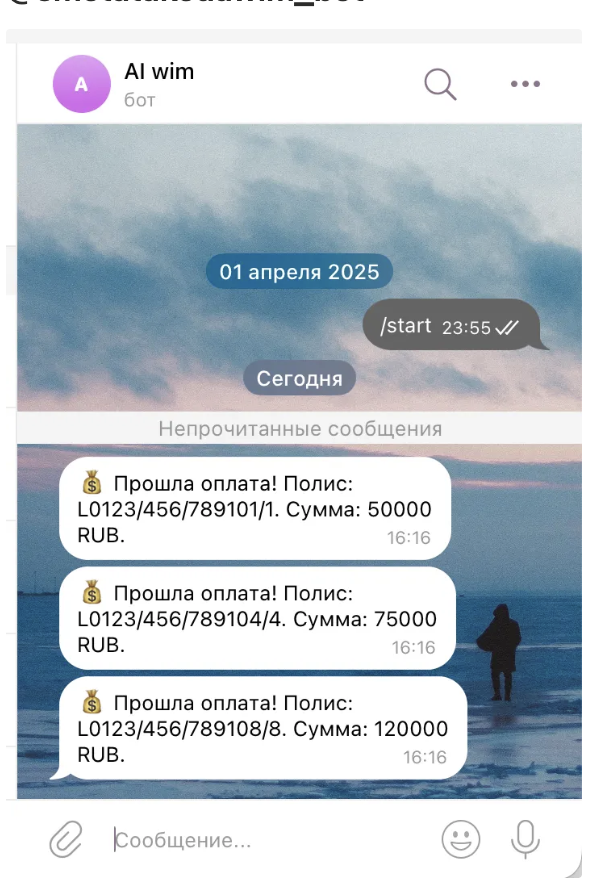 AI wim
бот
01 апреля 2025
/start 23:55
Сегодня
Непрочитанные сообщения
💰 Прошла оплата! Полис:
L0123/456/789101/1. Сумма: 50000
RUB. 16:16
💰 Прошла оплата! Полис:
L0123/456/789104/4. Сумма: 75000
RUB. 16:16
💰 Прошла оплата! Полис:
L0123/456/789108/8. Сумма: 120000
RUB. 16:16
Сообщение...